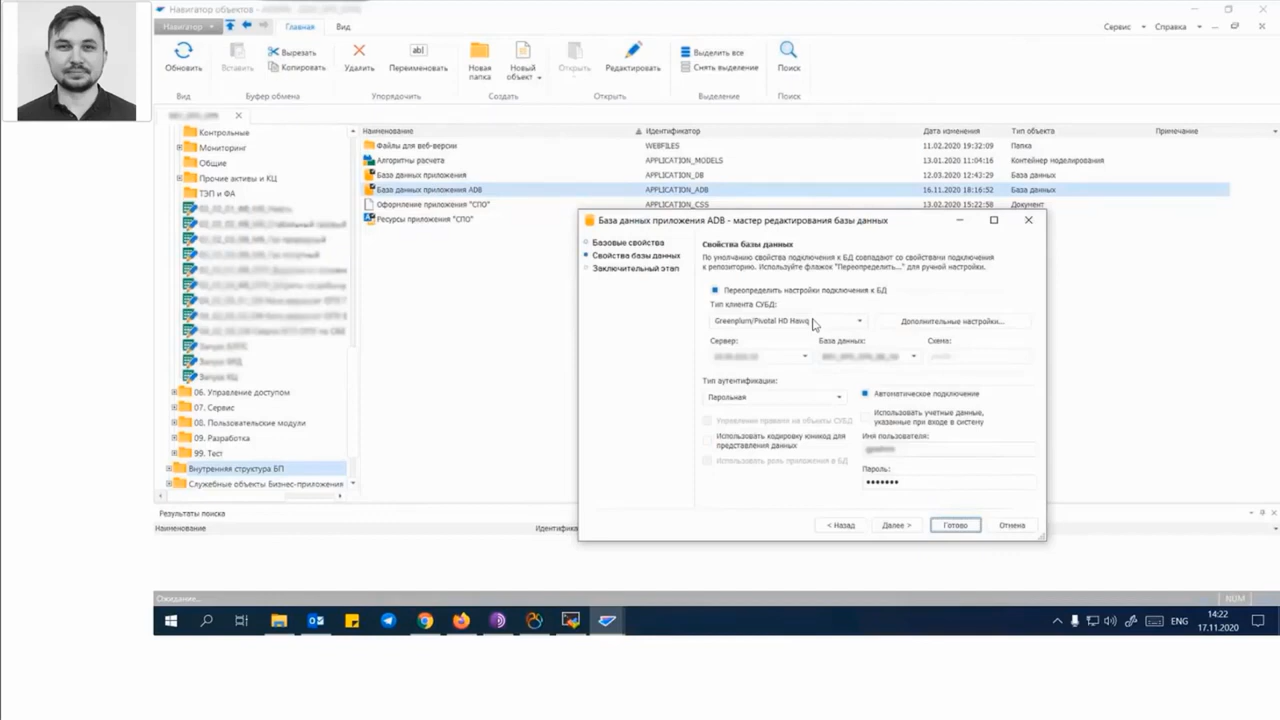 Навигатор объектов
Навигатор
Главная
Вид
Сервис
Справка
Обновить
Вставить
Вырезать
Копировать
Удалить
Переименовать
Новая папка
Новый объект
Открыть
Редактировать
Выделить все
Снять выделение
Поиск
Вид
Буфер обмена
Упорядочить
Создать
Открыть
Выделение
Поиск
Контрольные
Мониторинг
Общие
Прочие активы и КЦ
ТЭП и ФА
06. Управление доступом
07. Сервис
08. Пользовательские модули
09. Разработка
99. Тест
Внутренняя структура БП
Служебные объекты Бизнес-приложения
Наименование Идентификатор Дата изменения Тип объекта Примечание
Файлы для веб-версии WEBFILES 11.02.2020 19:32:09 Папка
Алгоритмы расчета APPLICATION_MODELS 13.01.2020 11:04:16 Контейнер моделирования
База данных приложения APPLICATION_DB 12.03.2020 12:43:29 База данных
База данных приложения ADB APPLICATION_ADB 16.11.2020 18:16:52 База данных
Оформление приложения "СПО" APPLICATION_CSS 13.02.2020 15:22:58 Документ
Ресурсы приложения "СПО"
База данных приложения ADB - мастер редактирования базы данных
Базовые свойства
Свойства базы данных
Заключительный этап
Свойства базы данных
По умолчанию свойства подключения к БД совпадают со свойствами подключения
к репозиторию. Используйте флажок "Переопределить..." для ручной настройки.
Переопределить настройки подключения к БД
Тип клиента СУБД:
Greenplum/Pivotal HD Hawq
Дополнительные настройки...
Сервер: База данных: Схема:
Тип аутентификации:
Парольная
Автоматическое подключение
Управление правами на объекты СУБД
Использовать учетные данные,
указанные при входе в систему
Использовать кодировку юникод для
представления данных
Имя пользователя:
Использовать роль приложения в БД
Пароль:
•••••••
< Назад
Далее >
Готово
Отмена
Результаты поиска
Наименование
Ожидание...
NUM
ENG
14:22
17.11.2020